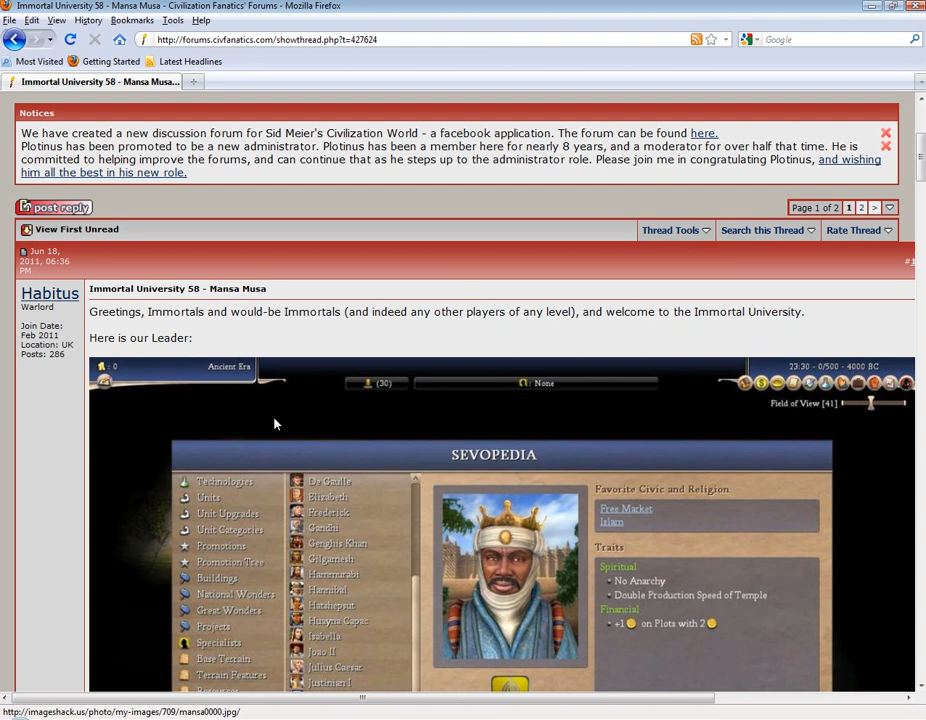 Immortal University 58 - Mansa Musa - Civilization Fanatics' Forums - Mozilla Firefox
File Edit View History Bookmarks Tools Help
http://forums.civfanatics.com/showthread.php?t=427624
Google
Most Visited Getting Started Latest Headlines
Immortal University 58 - Mansa Musa...
Notices
We have created a new discussion forum for Sid Meier's Civilization World - a facebook application. The forum can be found here.
Plotinus has been promoted to be a new administrator. Plotinus has been a member here for nearly 8 years, and a moderator for over half that time. He is
committed to helping improve the forums, and can continue that as he steps up to the administrator role. Please join me in congratulating Plotinus, and wishing
him all the best in his new role.
post reply
Page 1 of 2 1 2 >
View First Unread
Thread Tools Search this Thread Rate Thread
Jun 18,
2011, 06:36
PM
#1
Habitus
Warlord
Join Date:
Feb 2011
Location: UK
Posts: 286
Immortal University 58 - Mansa Musa
Greetings, Immortals and would-be Immortals (and indeed any other players of any level), and welcome to the Immortal University.
Here is our Leader:
: 0 Ancient Era
(30)
: None
23:30 - 0/500 - 4000 BC
Field of View [41]
SEVOPEDIA
Technologies
Units
Unit Upgrades
Unit Categories
Promotions
Promotion Tree
Buildings
National Wonders
Great Wonders
Projects
Specialists
Base Terrain
Terrain Features
Resources
De Gaulle
Elizabeth
Frederick
Gandhi
Genghis Khan
Gilgamesh
Hammurabi
Hannibal
Hatshepsut
Huayna Capac
Isabella
Joao II
Julius Caesar
Justinian I
Favorite Civic and Religion
Free Market
Islam
Traits
Spiritual
No Anarchy
Double Production Speed of Temple
Financial
+1 on Plots with 2
http://imageshack.us/photo/my-images/709/mansa0000.jpg/